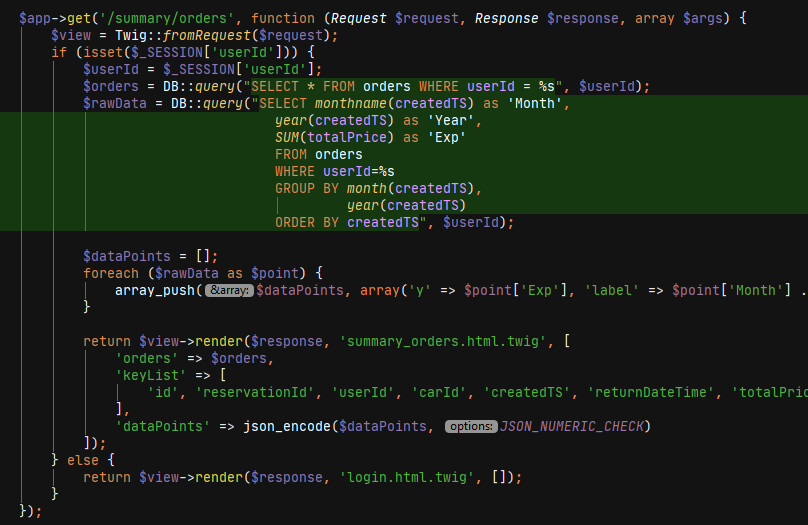 $app->get('/summary/orders', function (Request $request, Response $response, array $args) {
    $view = Twig::fromRequest($request);
    if (isset($_SESSION['userId'])) {
        $userId = $_SESSION['userId'];
        $orders = DB::query("SELECT * FROM orders WHERE userId = %s", $userId);
        $rawData = DB::query("SELECT monthname(createdTS) as 'Month',
                                year(createdTS) as 'Year',
                                SUM(totalPrice) as 'Exp'
                                FROM orders
                                WHERE userId=%s
                                GROUP BY month(createdTS),
                                         year(createdTS)
                                ORDER BY createdTS", $userId);
        $dataPoints = [];
        foreach ($rawData as $point) {
            array_push( &array: $dataPoints, array('y' => $point['Exp'], 'label' => $point['Month'] .
        }
        return $view->render($response, 'summary_orders.html.twig', [
            'orders' => $orders,
            'keyList' => [
                'id', 'reservationId', 'userId', 'carId', 'createdTS', 'returnDateTime', 'totalPric
            ],
            'dataPoints' => json_encode($dataPoints, options: JSON_NUMERIC_CHECK)
        ]);
    } else {
        return $view->render($response, 'login.html.twig', []);
    }
});